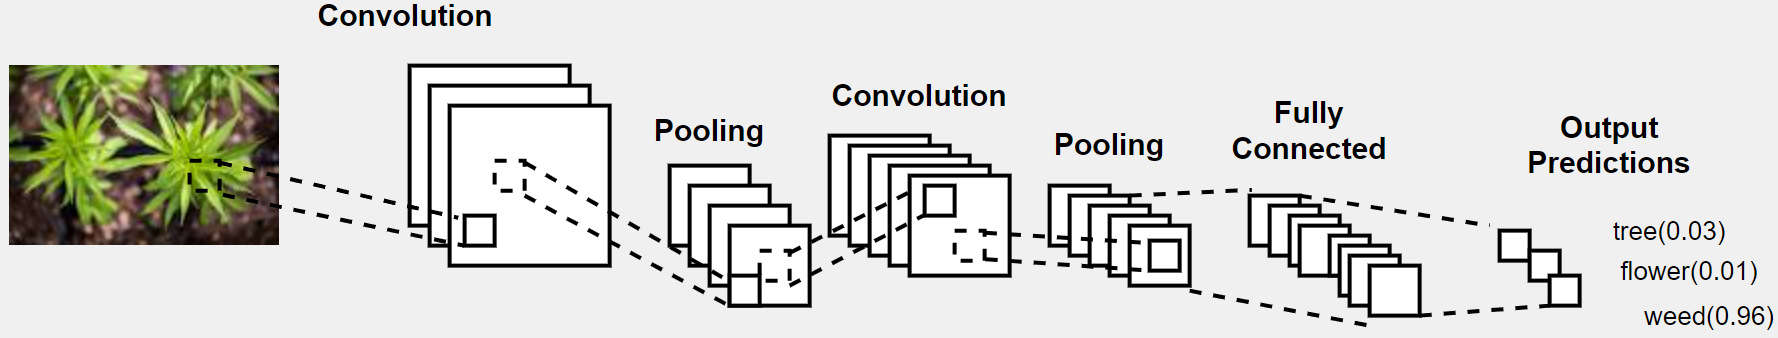 Convolution
Pooling
Convolution
Pooling
Fully
Connected
Output
Predictions
tree(0.03)
flower(0.01)
weed(0.96)